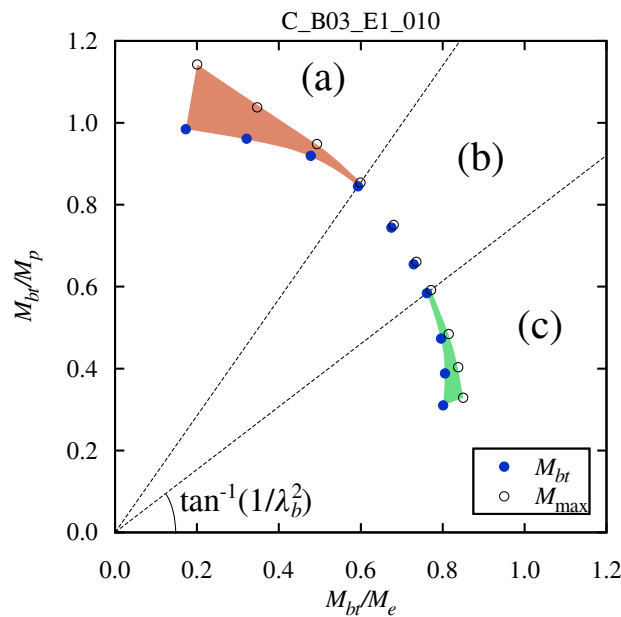 C_B03_E1_010
1.2
1.0
0.8
0.6
0.4
0.2
0.0
M_bt/M_p
(a)
(b)
(c)
tan⁻¹(1/λ_b²)
M_bt
M_max
0.0 0.2 0.4 0.6 0.8 1.0 1.2
M_bt/M_e